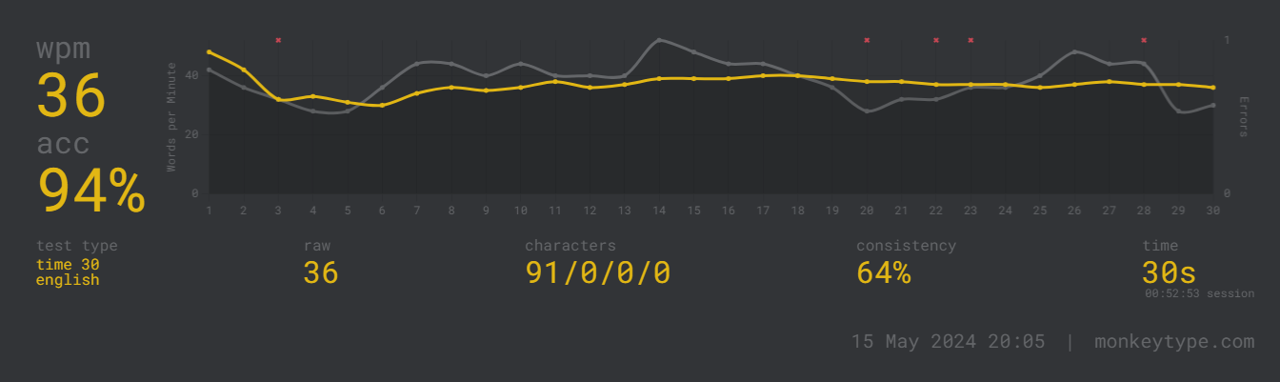 wpm
36
acc
94%
Words per Minute
40
20
0
1
Errors
0
1 2 3 4 5 6 7 8 9 10 11 12 13 14 15 16 17 18 19 20 21 22 23 24 25 26 27 28 29 30
test type
time 30
english
raw
36
characters
91/0/0/0
consistency
64%
time
30s
00:52:53 session
15 May 2024 20:05 | monkeytype.com